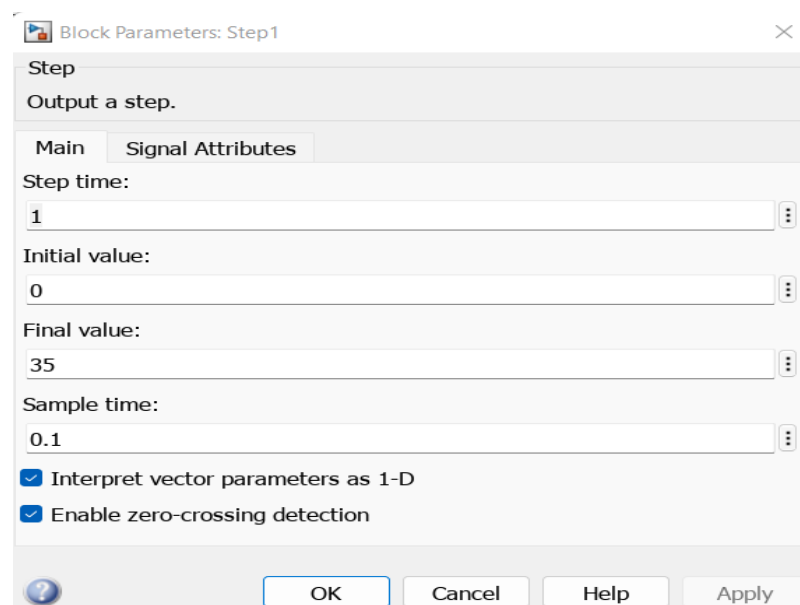 Block Parameters: Step1
Step
Output a step.
Main Signal Attributes
Step time:
1
Initial value:
0
Final value:
35
Sample time:
0.1
Interpret vector parameters as 1-D
Enable zero-crossing detection
? OK Cancel Help Apply